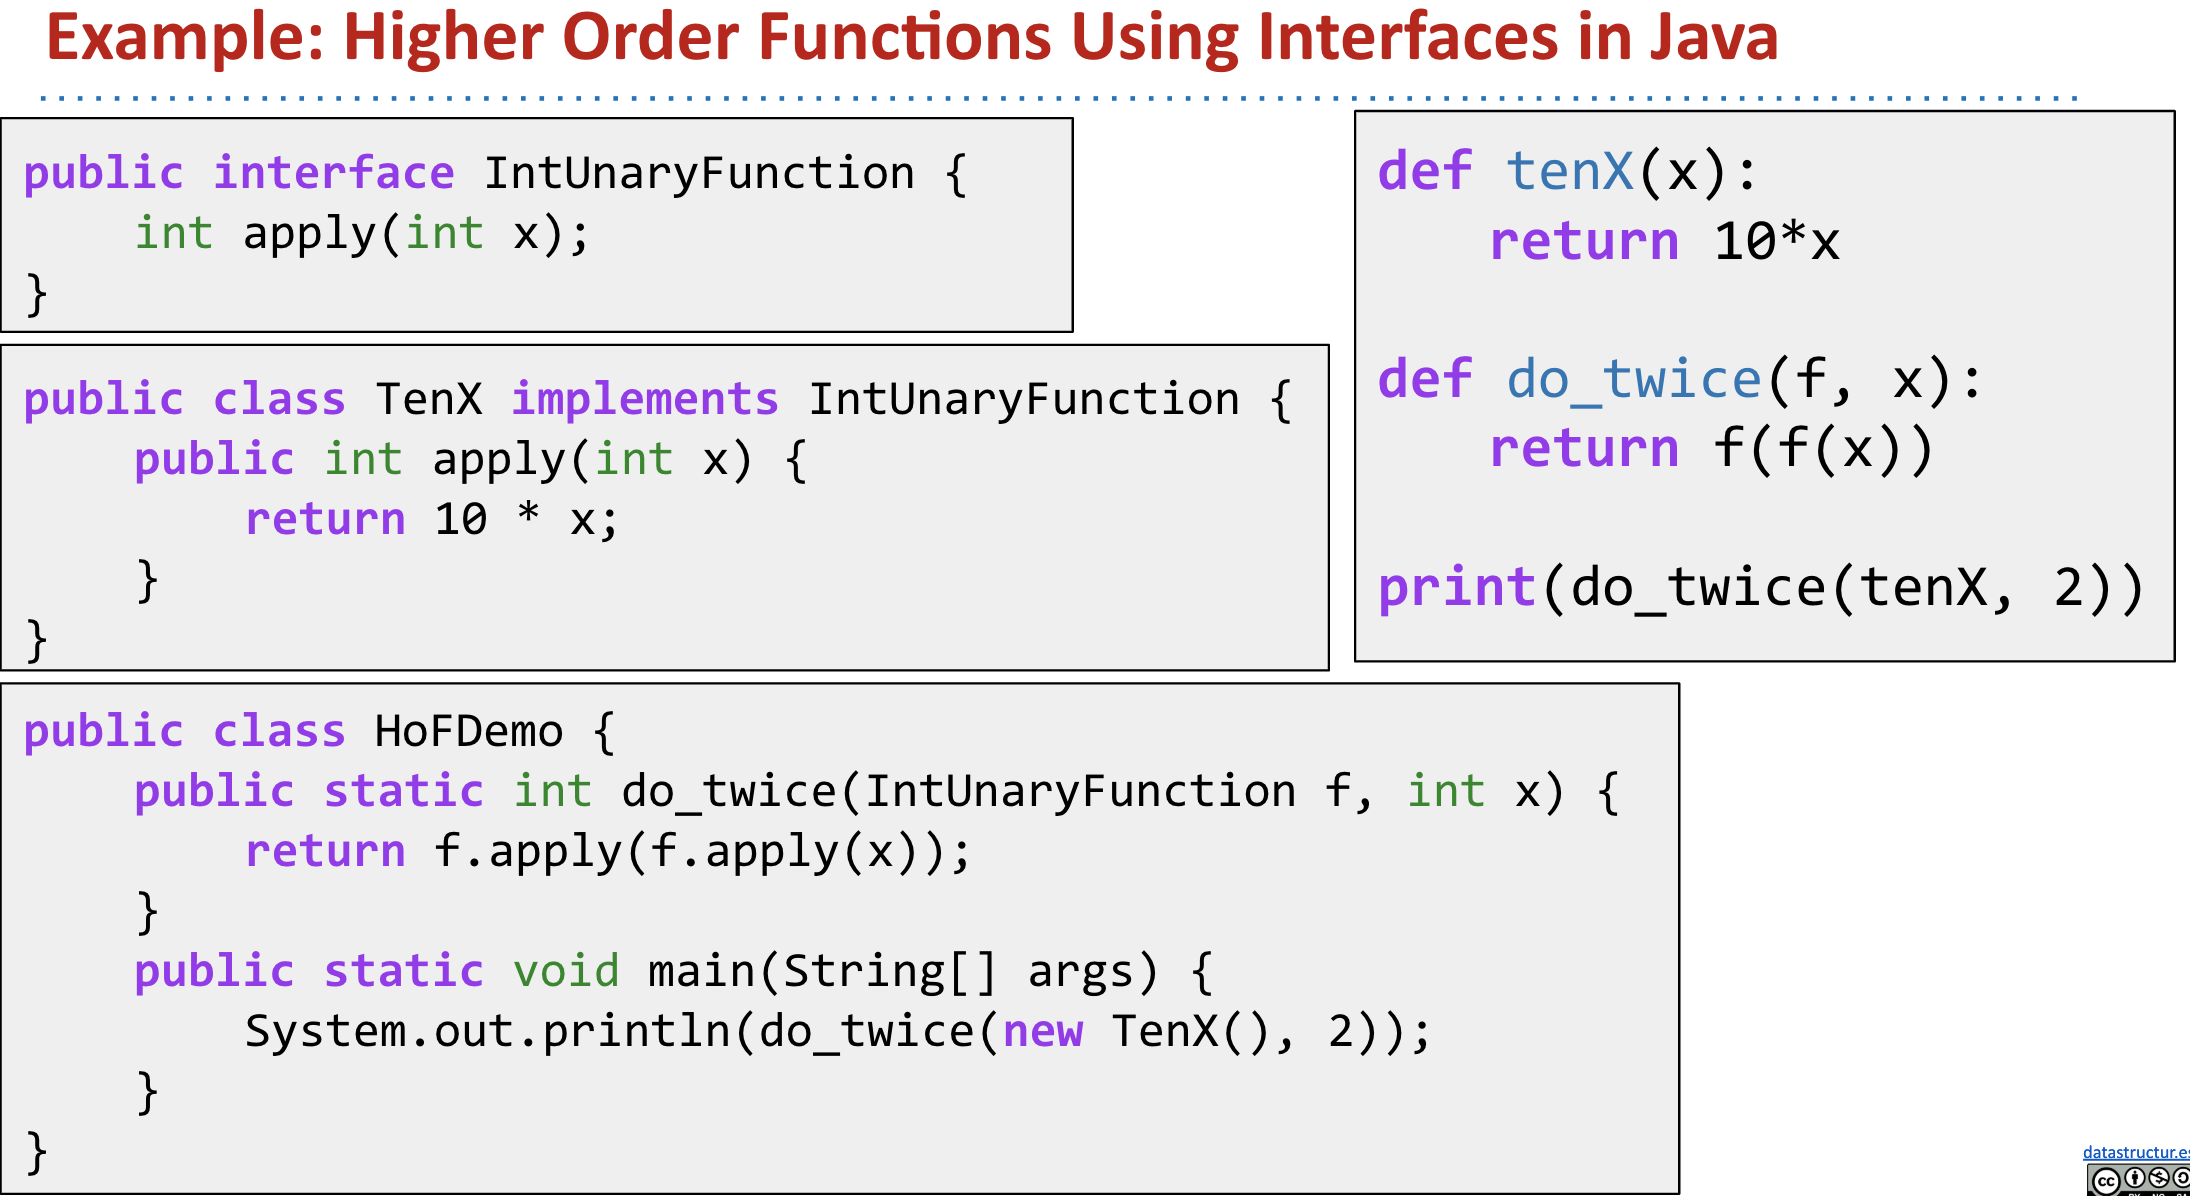 Example: Higher Order Functions Using Interfaces in Java
public interface IntUnaryFunction {
int apply(int x);
}
public class TenX implements IntUnaryFunction {
public int apply(int x) {
return 10 * x;
}
}
public class HoFDemo {
public static int do_twice(IntUnaryFunction f, int x) {
return f.apply(f.apply(x));
}
public static void main(String[] args) {
System.out.println(do_twice(new TenX(), 2));
}
}
def tenX(x):
return 10*x
def do_twice(f, x):
return f(f(x))
print(do_twice(tenX, 2))
datastructur.es
cc